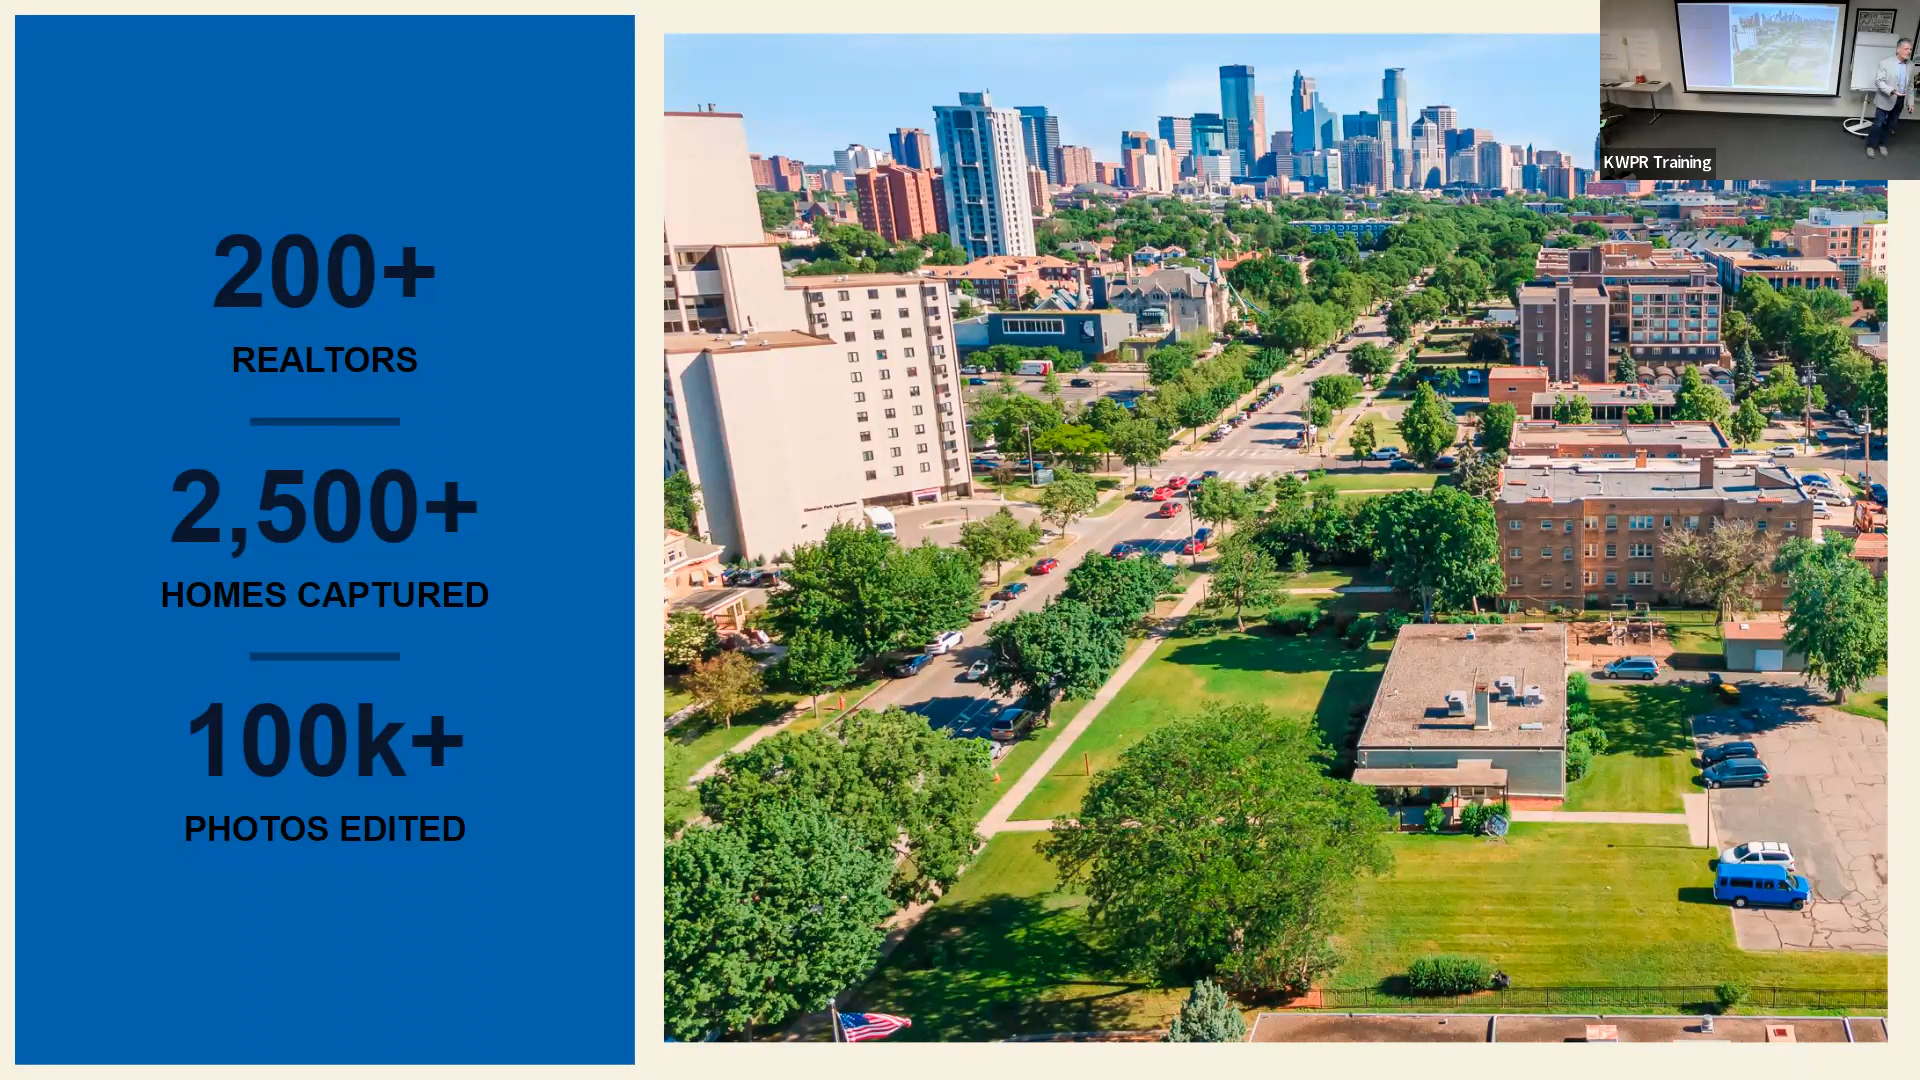 200+
REALTORS
2,500+
HOMES CAPTURED
100k+
PHOTOS EDITED
KWPR Training